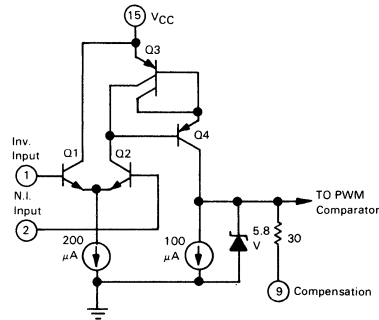 15 VCC
Q3
Q4
Inv.
Input
Q1
Q2
1
N.I.
Input
2
TO PWM
Comparator
200
μA
100
μA
5.8
V
30
9 Compensation